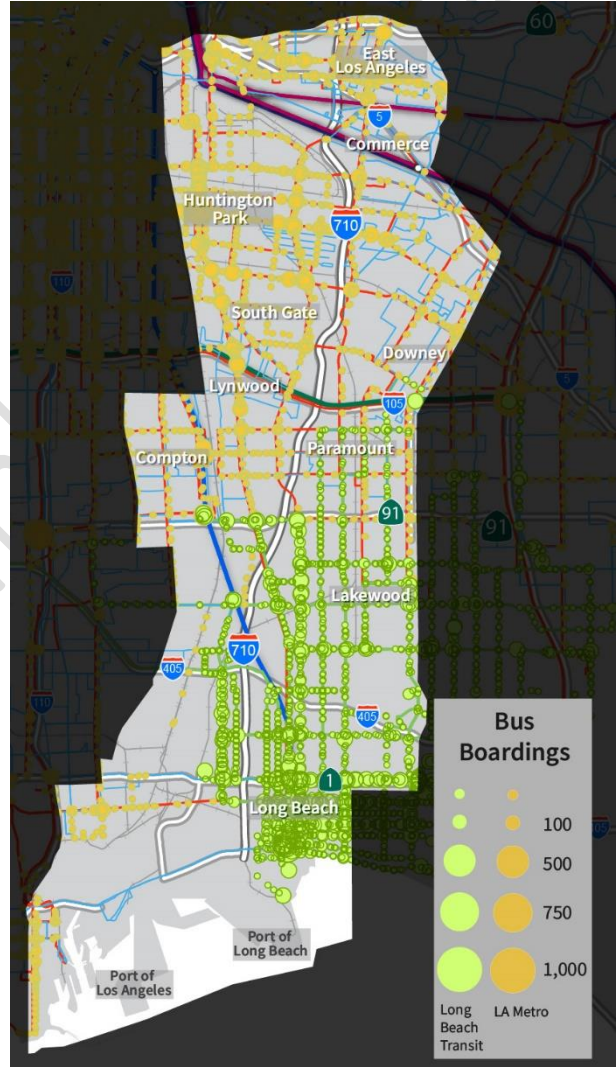 60
East
Los Angeles
5
Commerce
Huntington
Park
710
110
South Gate
Downey
Lynwood
105
5
Compton
Paramount
91
91
Lakewood
710
405
110
405
1
Long Beach
Port of
Long Beach
Port of
Los Angeles
Bus
Boardings
100
500
750
1,000
Long
Beach
Transit
LA Metro